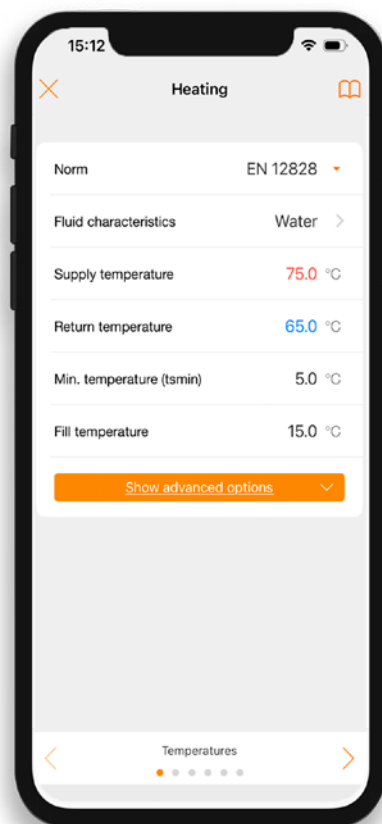 15:12
Heating
Norm EN 12828
Fluid characteristics Water
Supply temperature 75.0 °C
Return temperature 65.0 °C
Min. temperature (tsmin) 5.0 °C
Fill temperature 15.0 °C
Show advanced options
Temperatures